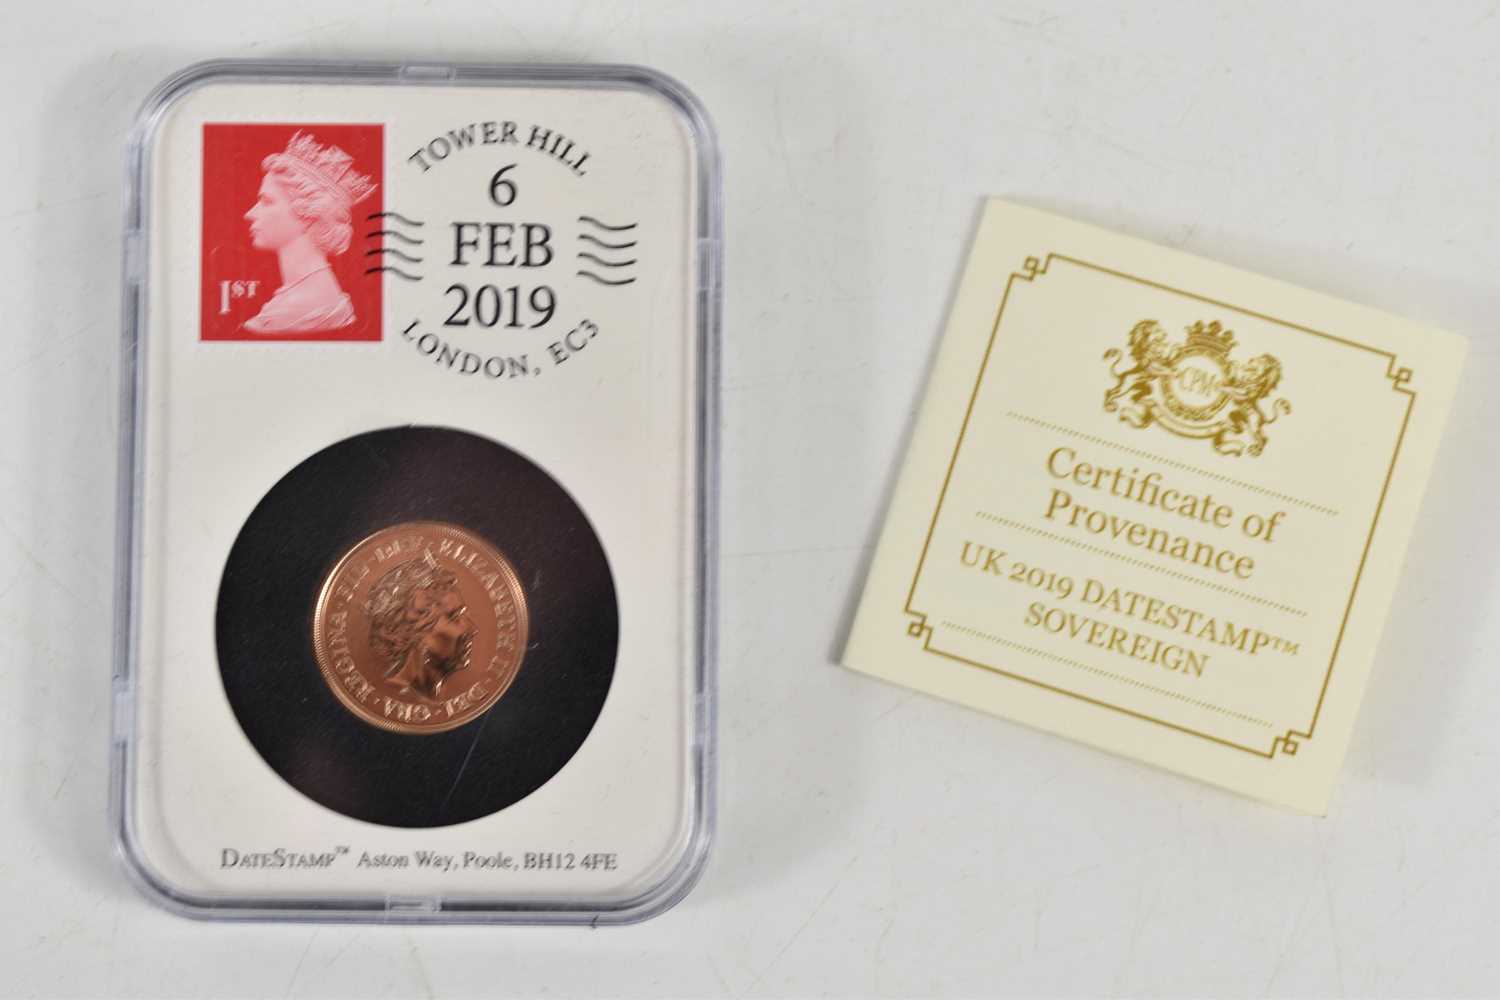 1ST
TOWER HILL
6
FEB
2019
LONDON, EC3
ELIZABETH II · DEI · GRA · REGINA · FID · DEF ·
DATESTAMP™ Aston Way, Poole, BH12 4FE
CPM
Certificate of
Provenance
UK 2019 DATESTAMP™
SOVEREIGN